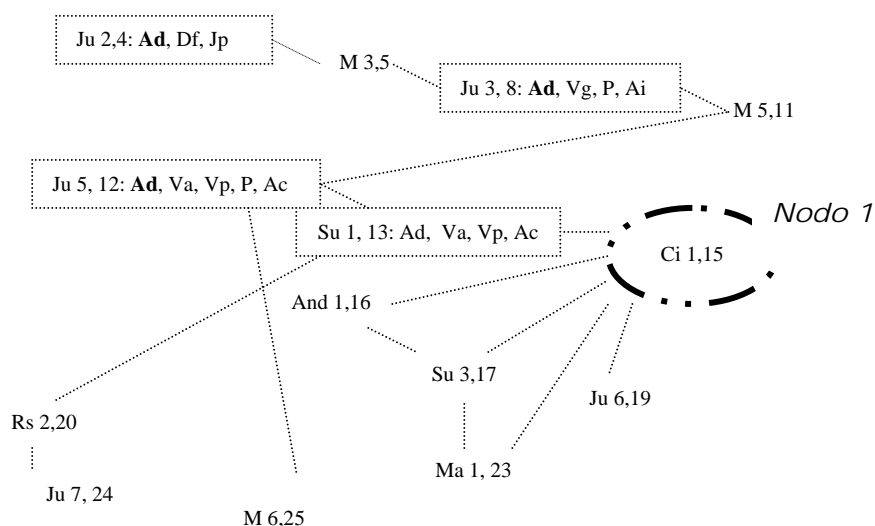 Ju 2,4: Ad, Df, Jp
M 3,5
Ju 3, 8: Ad, Vg, P, Ai
M 5,11
Ju 5, 12: Ad, Va, Vp, P, Ac
Nodo 1
Su 1, 13: Ad, Va, Vp, Ac
Ci 1,15
And 1,16
Su 3,17
Ju 6,19
Rs 2,20
Ma 1, 23
Ju 7, 24
M 6,25